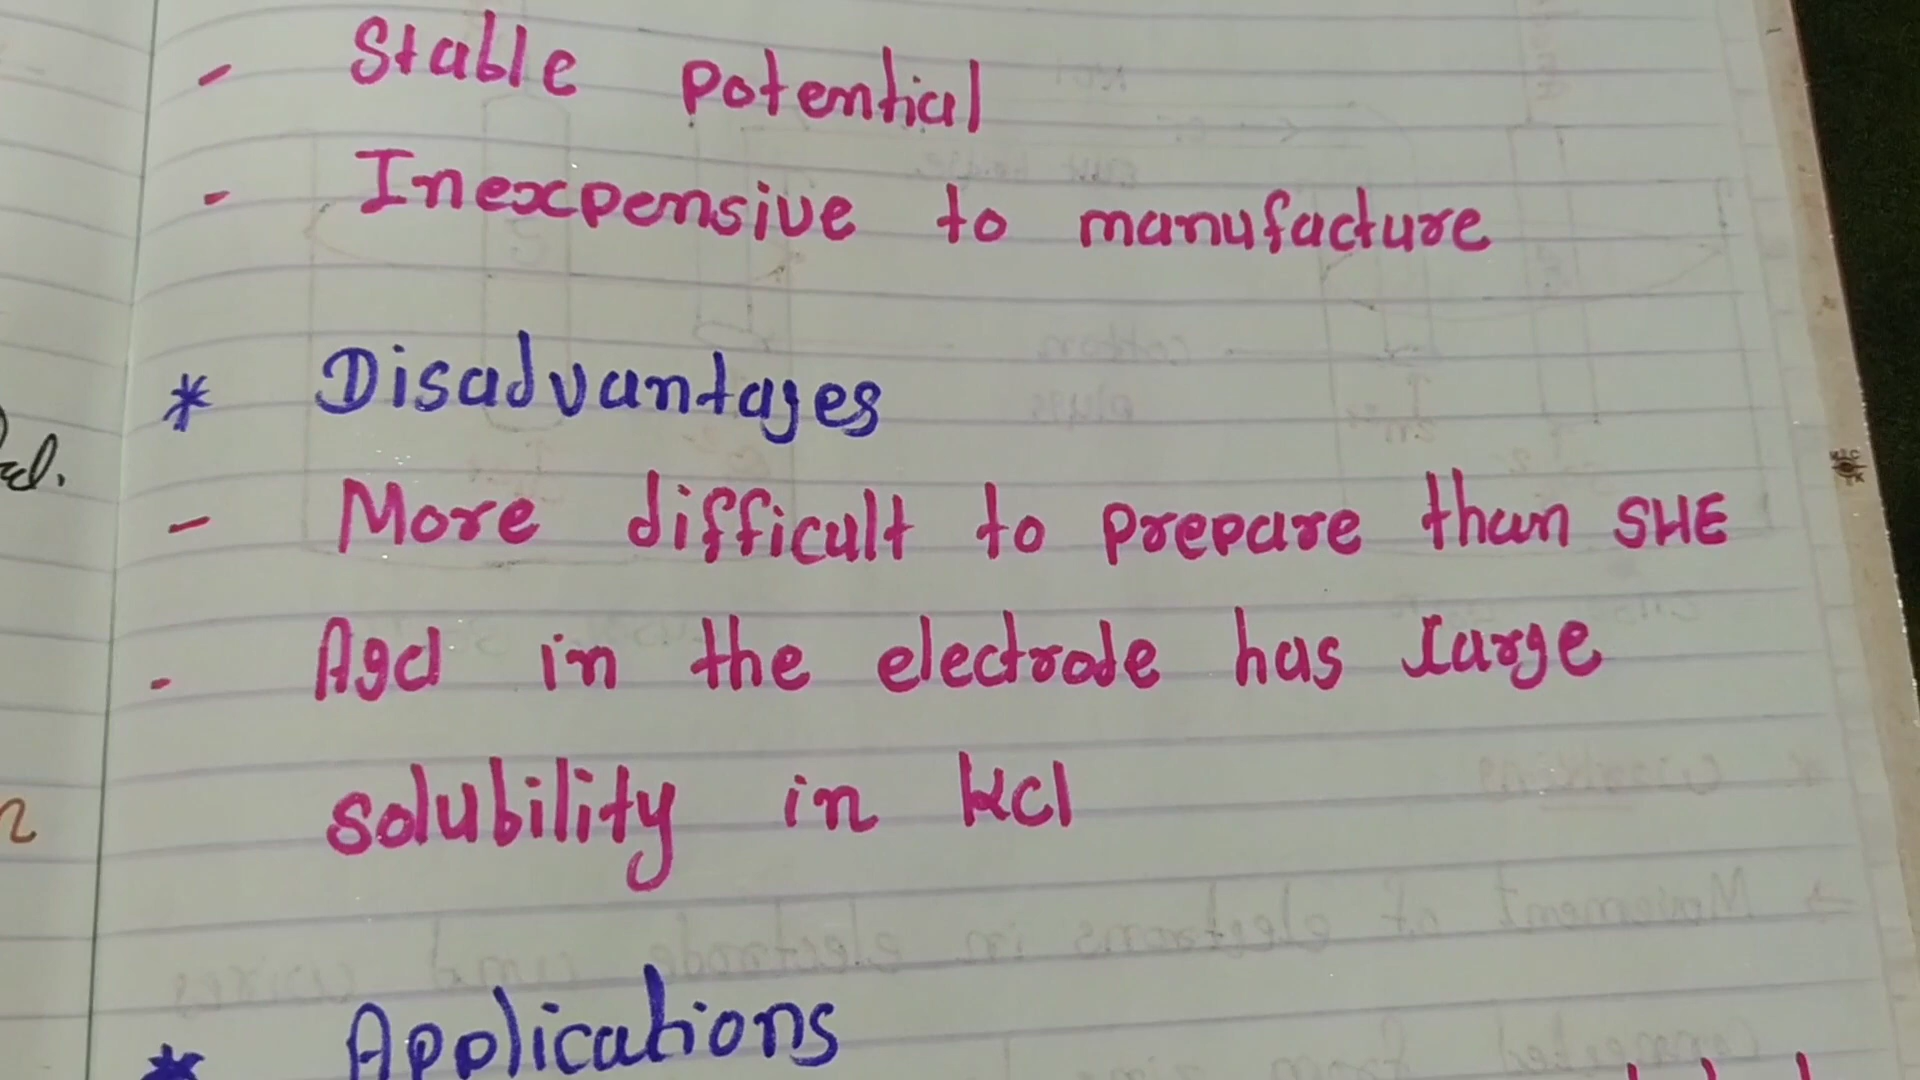 - Stable potential
- Inexpensive to manufacture
* Disadvantages
- More difficult to prepare than SHE
- Agcl in the electrode has large
solubility in kcl
* Applications